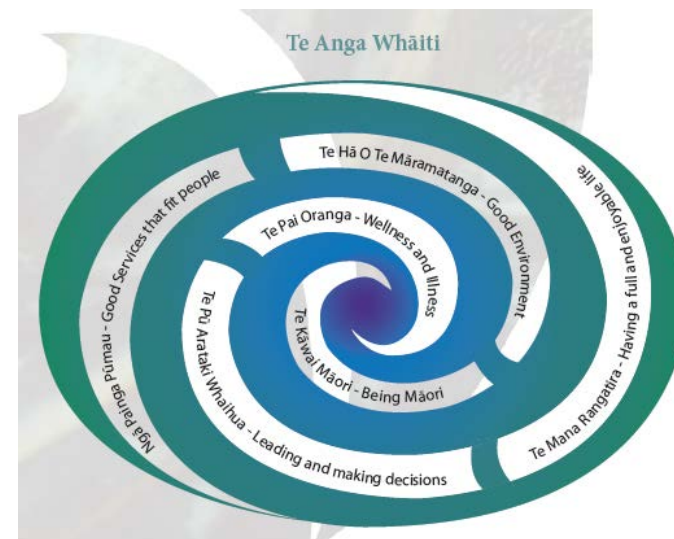 Te Anga Whāiti
Te Hā O Te Māramatanga - Good Environment
Te Pai Oranga - Wellness and Illness
Te Kāwai Māori - Being Māori
Te Pū Arataki Whaihua - Leading and making decisions
Ngā Painga Pūmau - Good Services that fit people
Te Mana Rangatira - Having a full and enjoyable life